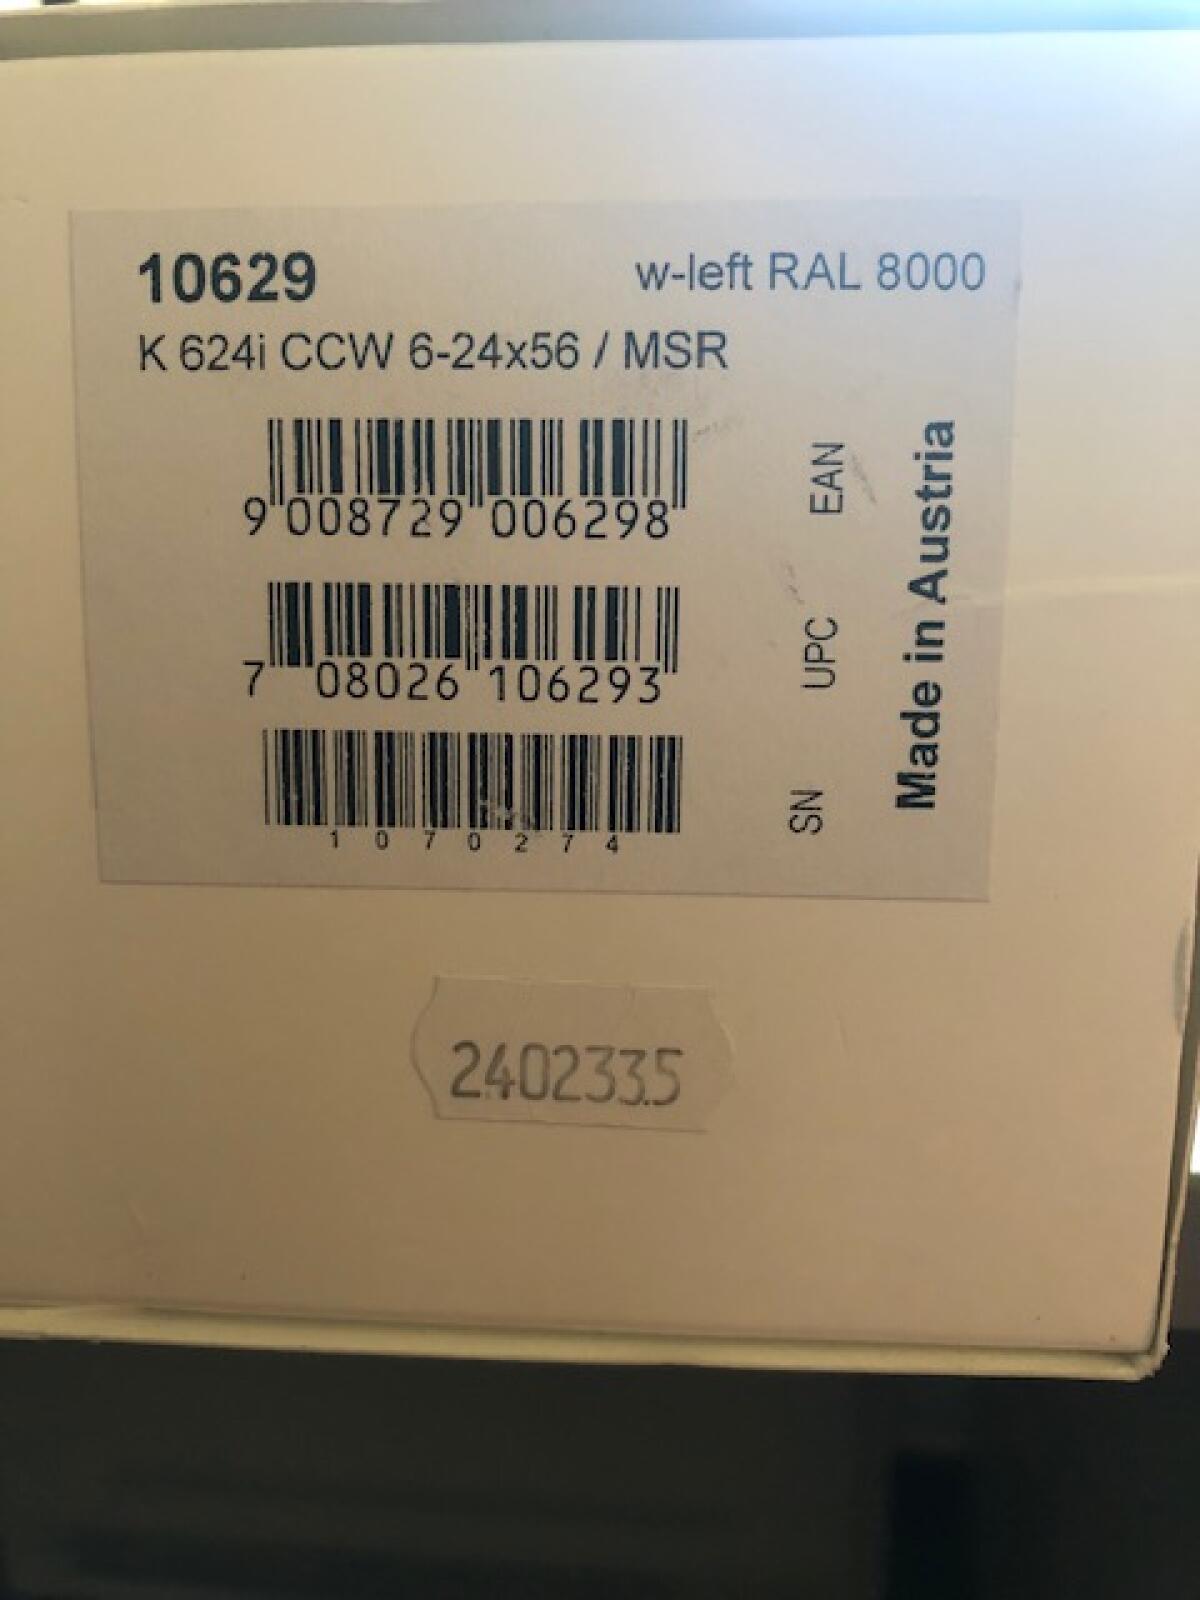 10629 w-left RAL 8000
K 624i CCW 6-24x56 / MSR
9 008729 006298 EAN
7 08026 106293 UPC
1070274 SN
Made in Austria
2402335